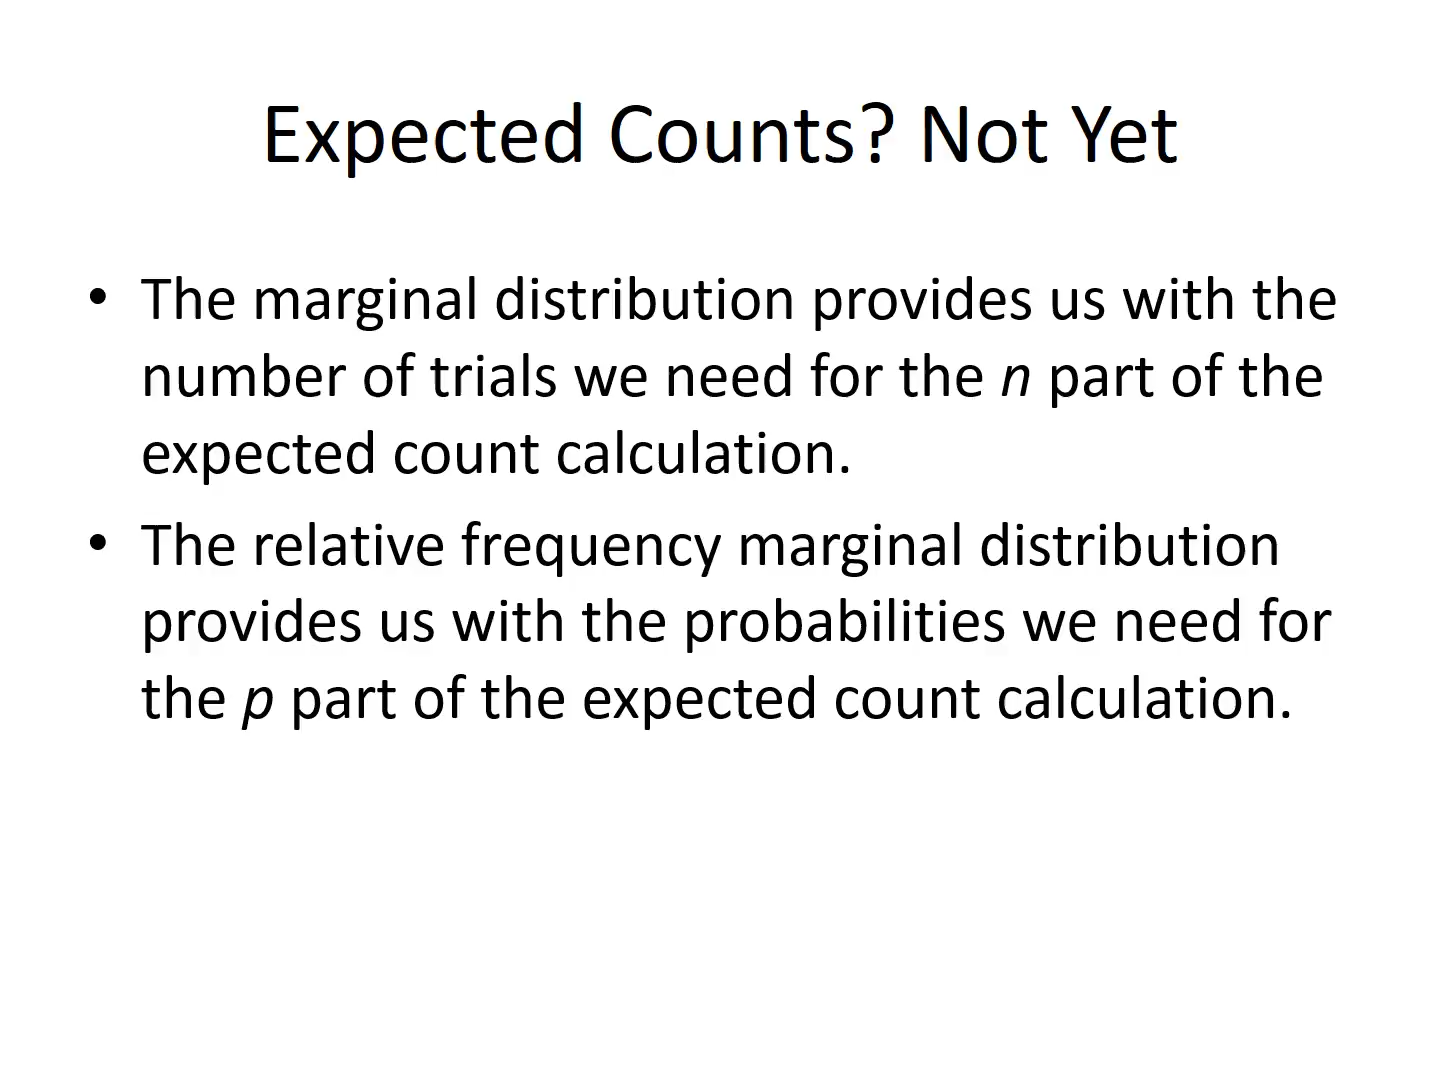 Expected Counts? Not Yet
• The marginal distribution provides us with the
number of trials we need for the n part of the
expected count calculation.
• The relative frequency marginal distribution
provides us with the probabilities we need for
the p part of the expected count calculation.